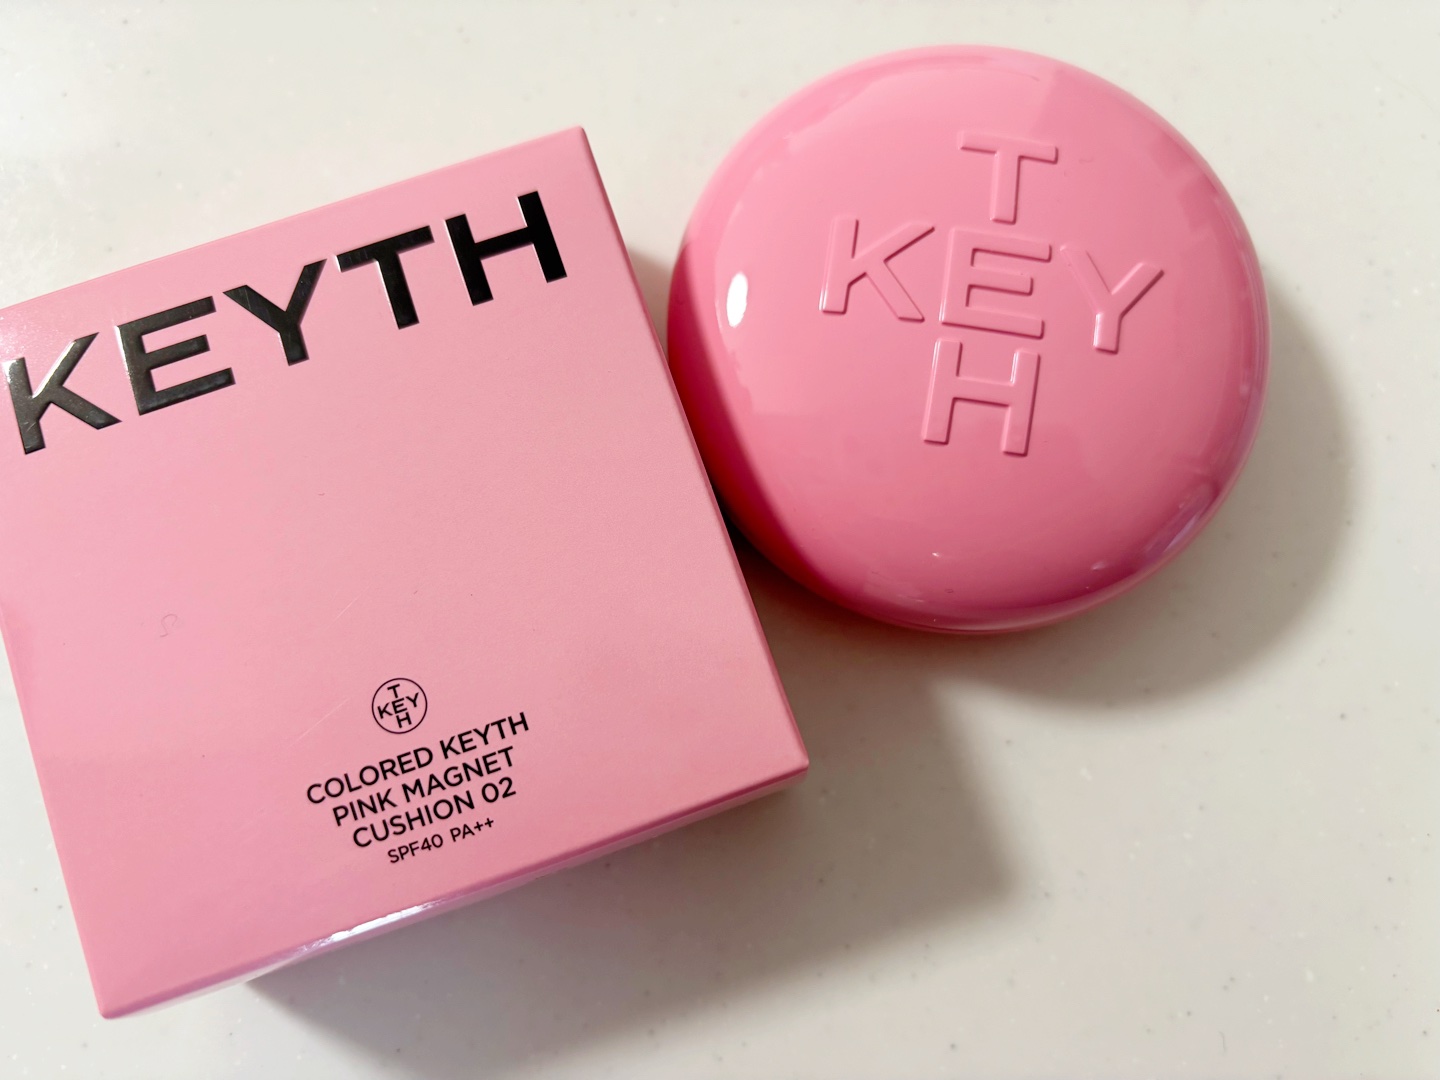 KEYTH
T
KEY
H
COLORED KEYTH
PINK MAGNET
CUSHION 02
SPF40 PA++
T
KEY
H